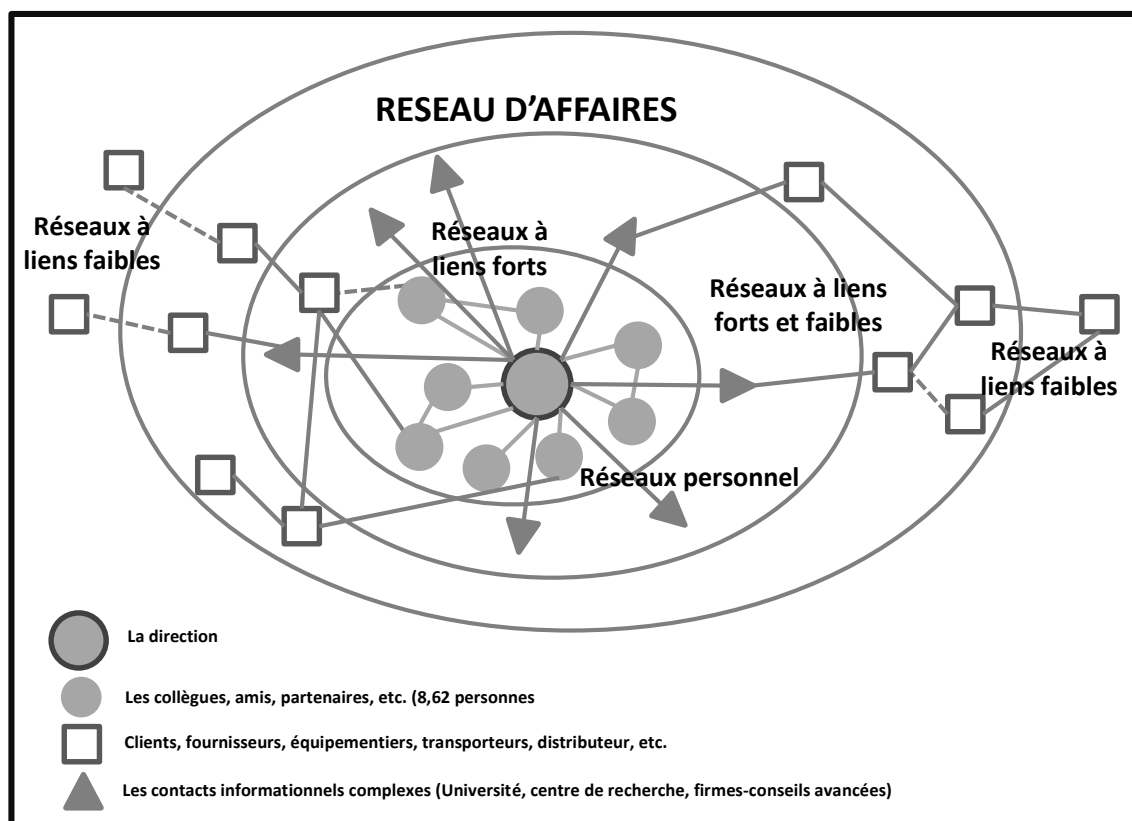 RESEAU D'AFFAIRES
Réseaux à
liens faibles
Réseaux à
liens forts
Réseaux à liens
forts et faibles
Réseaux à
liens faibles
Réseaux personnel
La direction
Les collègues, amis, partenaires, etc. (8,62 personnes
Clients, fournisseurs, équipementiers, transporteurs, distributeur, etc.
Les contacts informationnels complexes (Université, centre de recherche, firmes-conseils avancées)